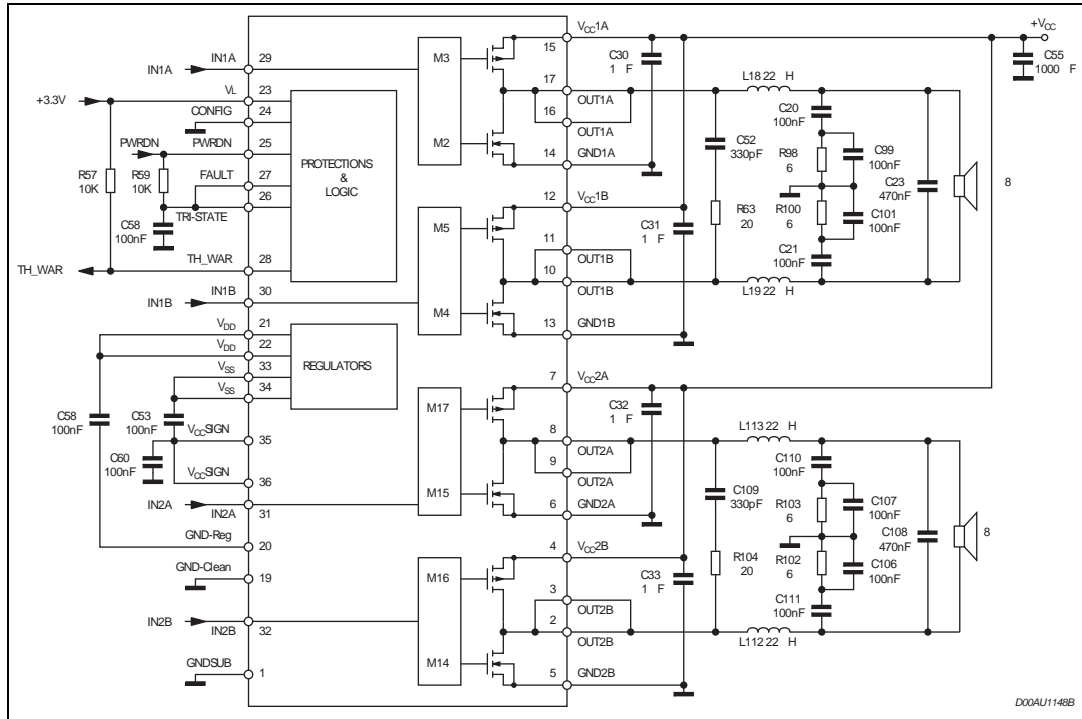 IN1A
+3.3V
PWRDN
R57
10K
R59
10K
C58
100nF
TH_WAR
IN1B
C58
100nF
C53
100nF
C60
100nF
IN2A
IN2B
IN1A 29
VL 23
CONFIG 24
PWRDN 25
FAULT 27
26
TRI-STATE
TH_WAR 28
IN1B 30
VDD 21
VDD 22
VSS 33
VSS 34
VCCSIGN 35
VCCSIGN 36
IN2A 31
GND-Reg 20
GND-Clean 19
IN2B 32
GNDSUB 1
PROTECTIONS
&
LOGIC
REGULATORS
M3
M2
M5
M4
M17
M15
M16
M14
15 VCC1A
17 OUT1A
16 OUT1A
14 GND1A
12 VCC1B
11 OUT1B
10 OUT1B
13 GND1B
7 VCC2A
8 OUT2A
9 OUT2A
6 GND2A
4 VCC2B
3 OUT2B
2 OUT2B
5 GND2B
C30
1 F
C31
1 F
C32
1 F
C33
1 F
+VCC
C55
1000 F
L18 22 H
C20
100nF
C52
330pF
R98
6
C99
100nF
C23
470nF
8
R63
20
R100
6
C101
100nF
C21
100nF
L19 22 H
L113 22 H
C110
100nF
C109
330pF
R103
6
C107
100nF
C108
470nF
8
R104
20
R102
6
C106
100nF
C111
100nF
L112 22 H
D00AU1148B